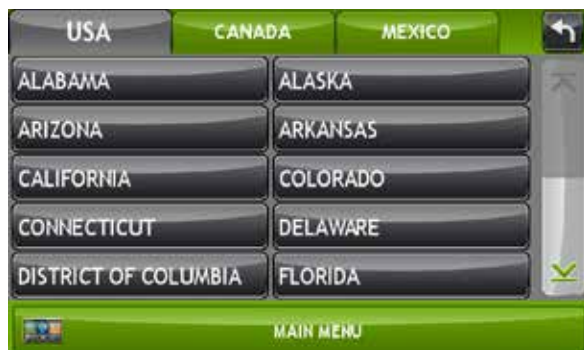 USA CANADA MEXICO
ALABAMA ALASKA
ARIZONA ARKANSAS
CALIFORNIA COLORADO
CONNECTICUT DELAWARE
DISTRICT OF COLUMBIA FLORIDA
MAIN MENU